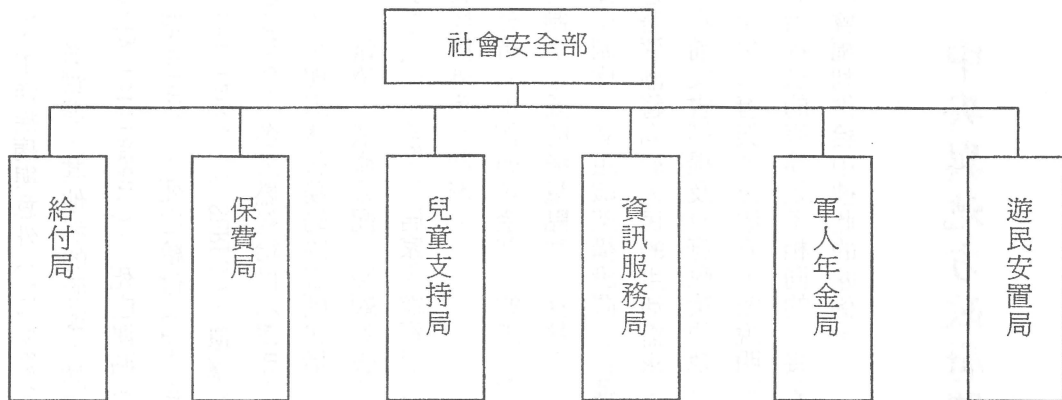 社會安全部
給付局
保費局
兒童支持局
資訊服務局
軍人年金局
遊民安置局